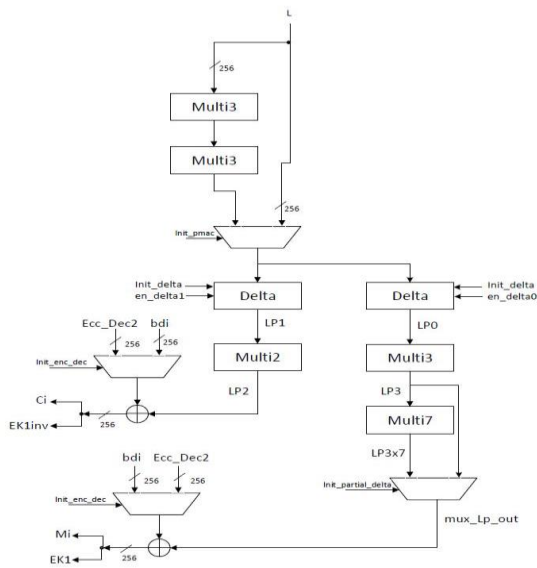 L
256
Multi3
Multi3
256
Init_pmac
Init_delta
en_delta1
Delta
Delta
Init_delta
en_delta0
LP1
LP0
Ecc_Dec2 bdi
256 256
Multi2
Multi3
Init_enc_dec
LP2
LP3
Ci
EK1inv
256
Multi7
LP3x7
bdi Ecc_Dec2
256 256
Init_partial_delta
Init_enc_dec
mux_Lp_out
Mi
EK1
256